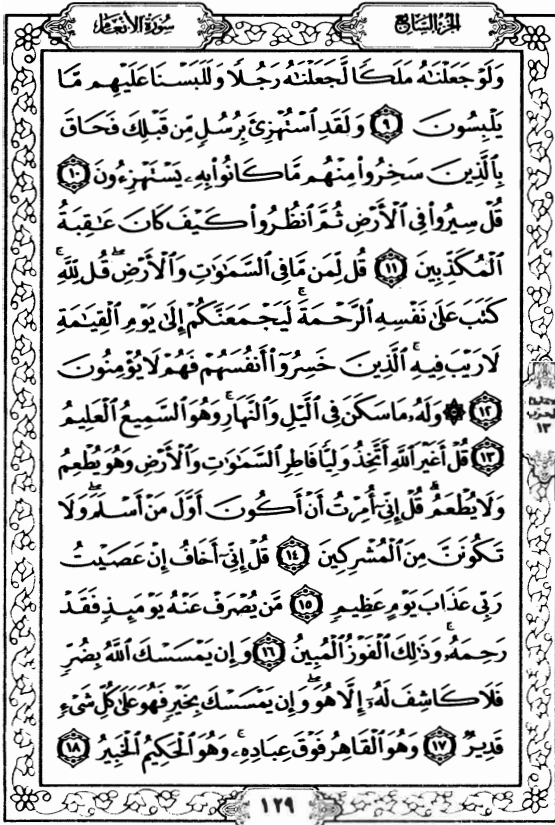 الجزء السابع
سورة الأنعام
وَلَوْ جَعَلْنَٰهُ مَلَكًا لَّجَعَلْنَٰهُ رَجُلًا وَلَلَبَسْنَا عَلَيْهِم مَّا
يَلْبِسُونَ ٩ وَلَقَدِ ٱسْتُهْزِئَ بِرُسُلٍ مِّن قَبْلِكَ فَحَاقَ
بِٱلَّذِينَ سَخِرُوا۟ مِنْهُم مَّا كَانُوا۟ بِهِۦ يَسْتَهْزِءُونَ ١٠
قُلْ سِيرُوا۟ فِى ٱلْأَرْضِ ثُمَّ ٱنظُرُوا۟ كَيْفَ كَانَ عَٰقِبَةُ
ٱلْمُكَذِّبِينَ ١١ قُل لِّمَن مَّا فِى ٱلسَّمَٰوَٰتِ وَٱلْأَرْضِ ۖ قُل لِّلَّهِ ۚ
كَتَبَ عَلَىٰ نَفْسِهِ ٱلرَّحْمَةَ ۚ لَيَجْمَعَنَّكُمْ إِلَىٰ يَوْمِ ٱلْقِيَٰمَةِ
لَا رَيْبَ فِيهِ ۚ ٱلَّذِينَ خَسِرُوٓا۟ أَنفُسَهُمْ فَهُمْ لَا يُؤْمِنُونَ
١٢ ۞ وَلَهُۥ مَا سَكَنَ فِى ٱلَّيْلِ وَٱلنَّهَارِ ۚ وَهُوَ ٱلسَّمِيعُ ٱلْعَلِيمُ
١٣ قُلْ أَغَيْرَ ٱللَّهِ أَتَّخِذُ وَلِيًّا فَاطِرِ ٱلسَّمَٰوَٰتِ وَٱلْأَرْضِ وَهُوَ يُطْعِمُ
وَلَا يُطْعَمُ ۗ قُلْ إِنِّىٓ أُمِرْتُ أَنْ أَكُونَ أَوَّلَ مَنْ أَسْلَمَ ۖ وَلَا
تَكُونَنَّ مِنَ ٱلْمُشْرِكِينَ ١٤ قُلْ إِنِّىٓ أَخَافُ إِنْ عَصَيْتُ
رَبِّى عَذَابَ يَوْمٍ عَظِيمٍ ١٥ مَّن يُصْرَفْ عَنْهُ يَوْمَئِذٍ فَقَدْ
رَحِمَهُۥ ۚ وَذَٰلِكَ ٱلْفَوْزُ ٱلْمُبِينُ ١٦ وَإِن يَمْسَسْكَ ٱللَّهُ بِضُرٍّ
فَلَا كَاشِفَ لَهُۥٓ إِلَّا هُوَ ۖ وَإِن يَمْسَسْكَ بِخَيْرٍ فَهُوَ عَلَىٰ كُلِّ شَىْءٍ
قَدِيرٌ ١٧ وَهُوَ ٱلْقَاهِرُ فَوْقَ عِبَادِهِۦ ۚ وَهُوَ ٱلْحَكِيمُ ٱلْخَبِيرُ ١٨
الحزب
١٣
١٢٩